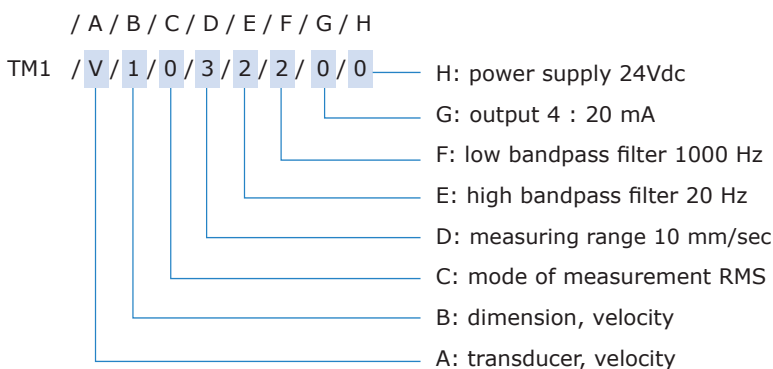 / A / B / C / D / E / F / G / H
TM1 / V / 1 / 0 / 3 / 2 / 2 / 0 / 0
H: power supply 24Vdc
G: output 4 : 20 mA
F: low bandpass filter 1000 Hz
E: high bandpass filter 20 Hz
D: measuring range 10 mm/sec
C: mode of measurement RMS
B: dimension, velocity
A: transducer, velocity